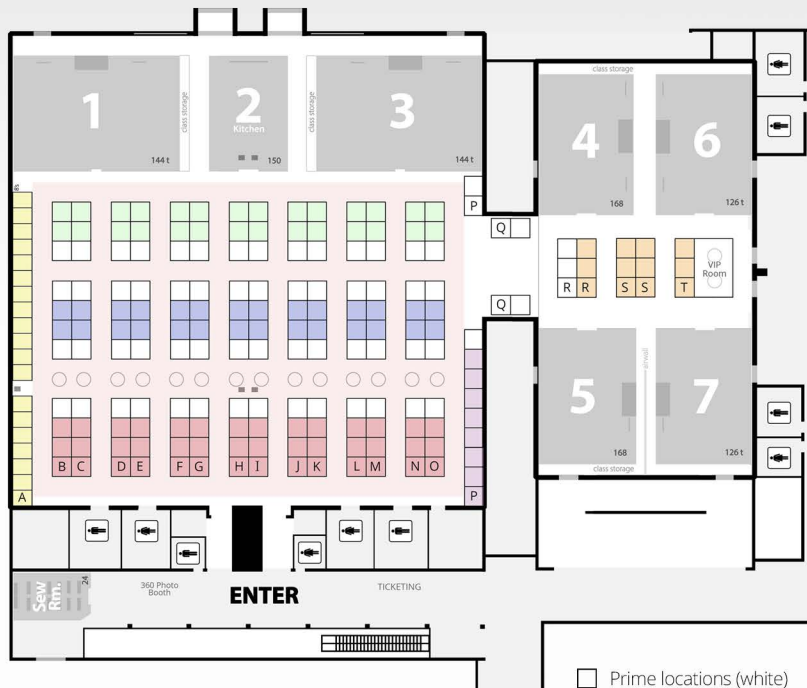 1
2
Kitchen
3
144 t
150
144 t
class storage
class storage
class storage
4
6
168
126 t
P
Q
R R S S T
VIP
Room
Q
5
7
airwall
168
126 t
class storage
B C D E F G H I J K L M N O
A
P
24
Sew
Rm.
360 Photo
Booth
ENTER
TICKETING
Prime locations (white)